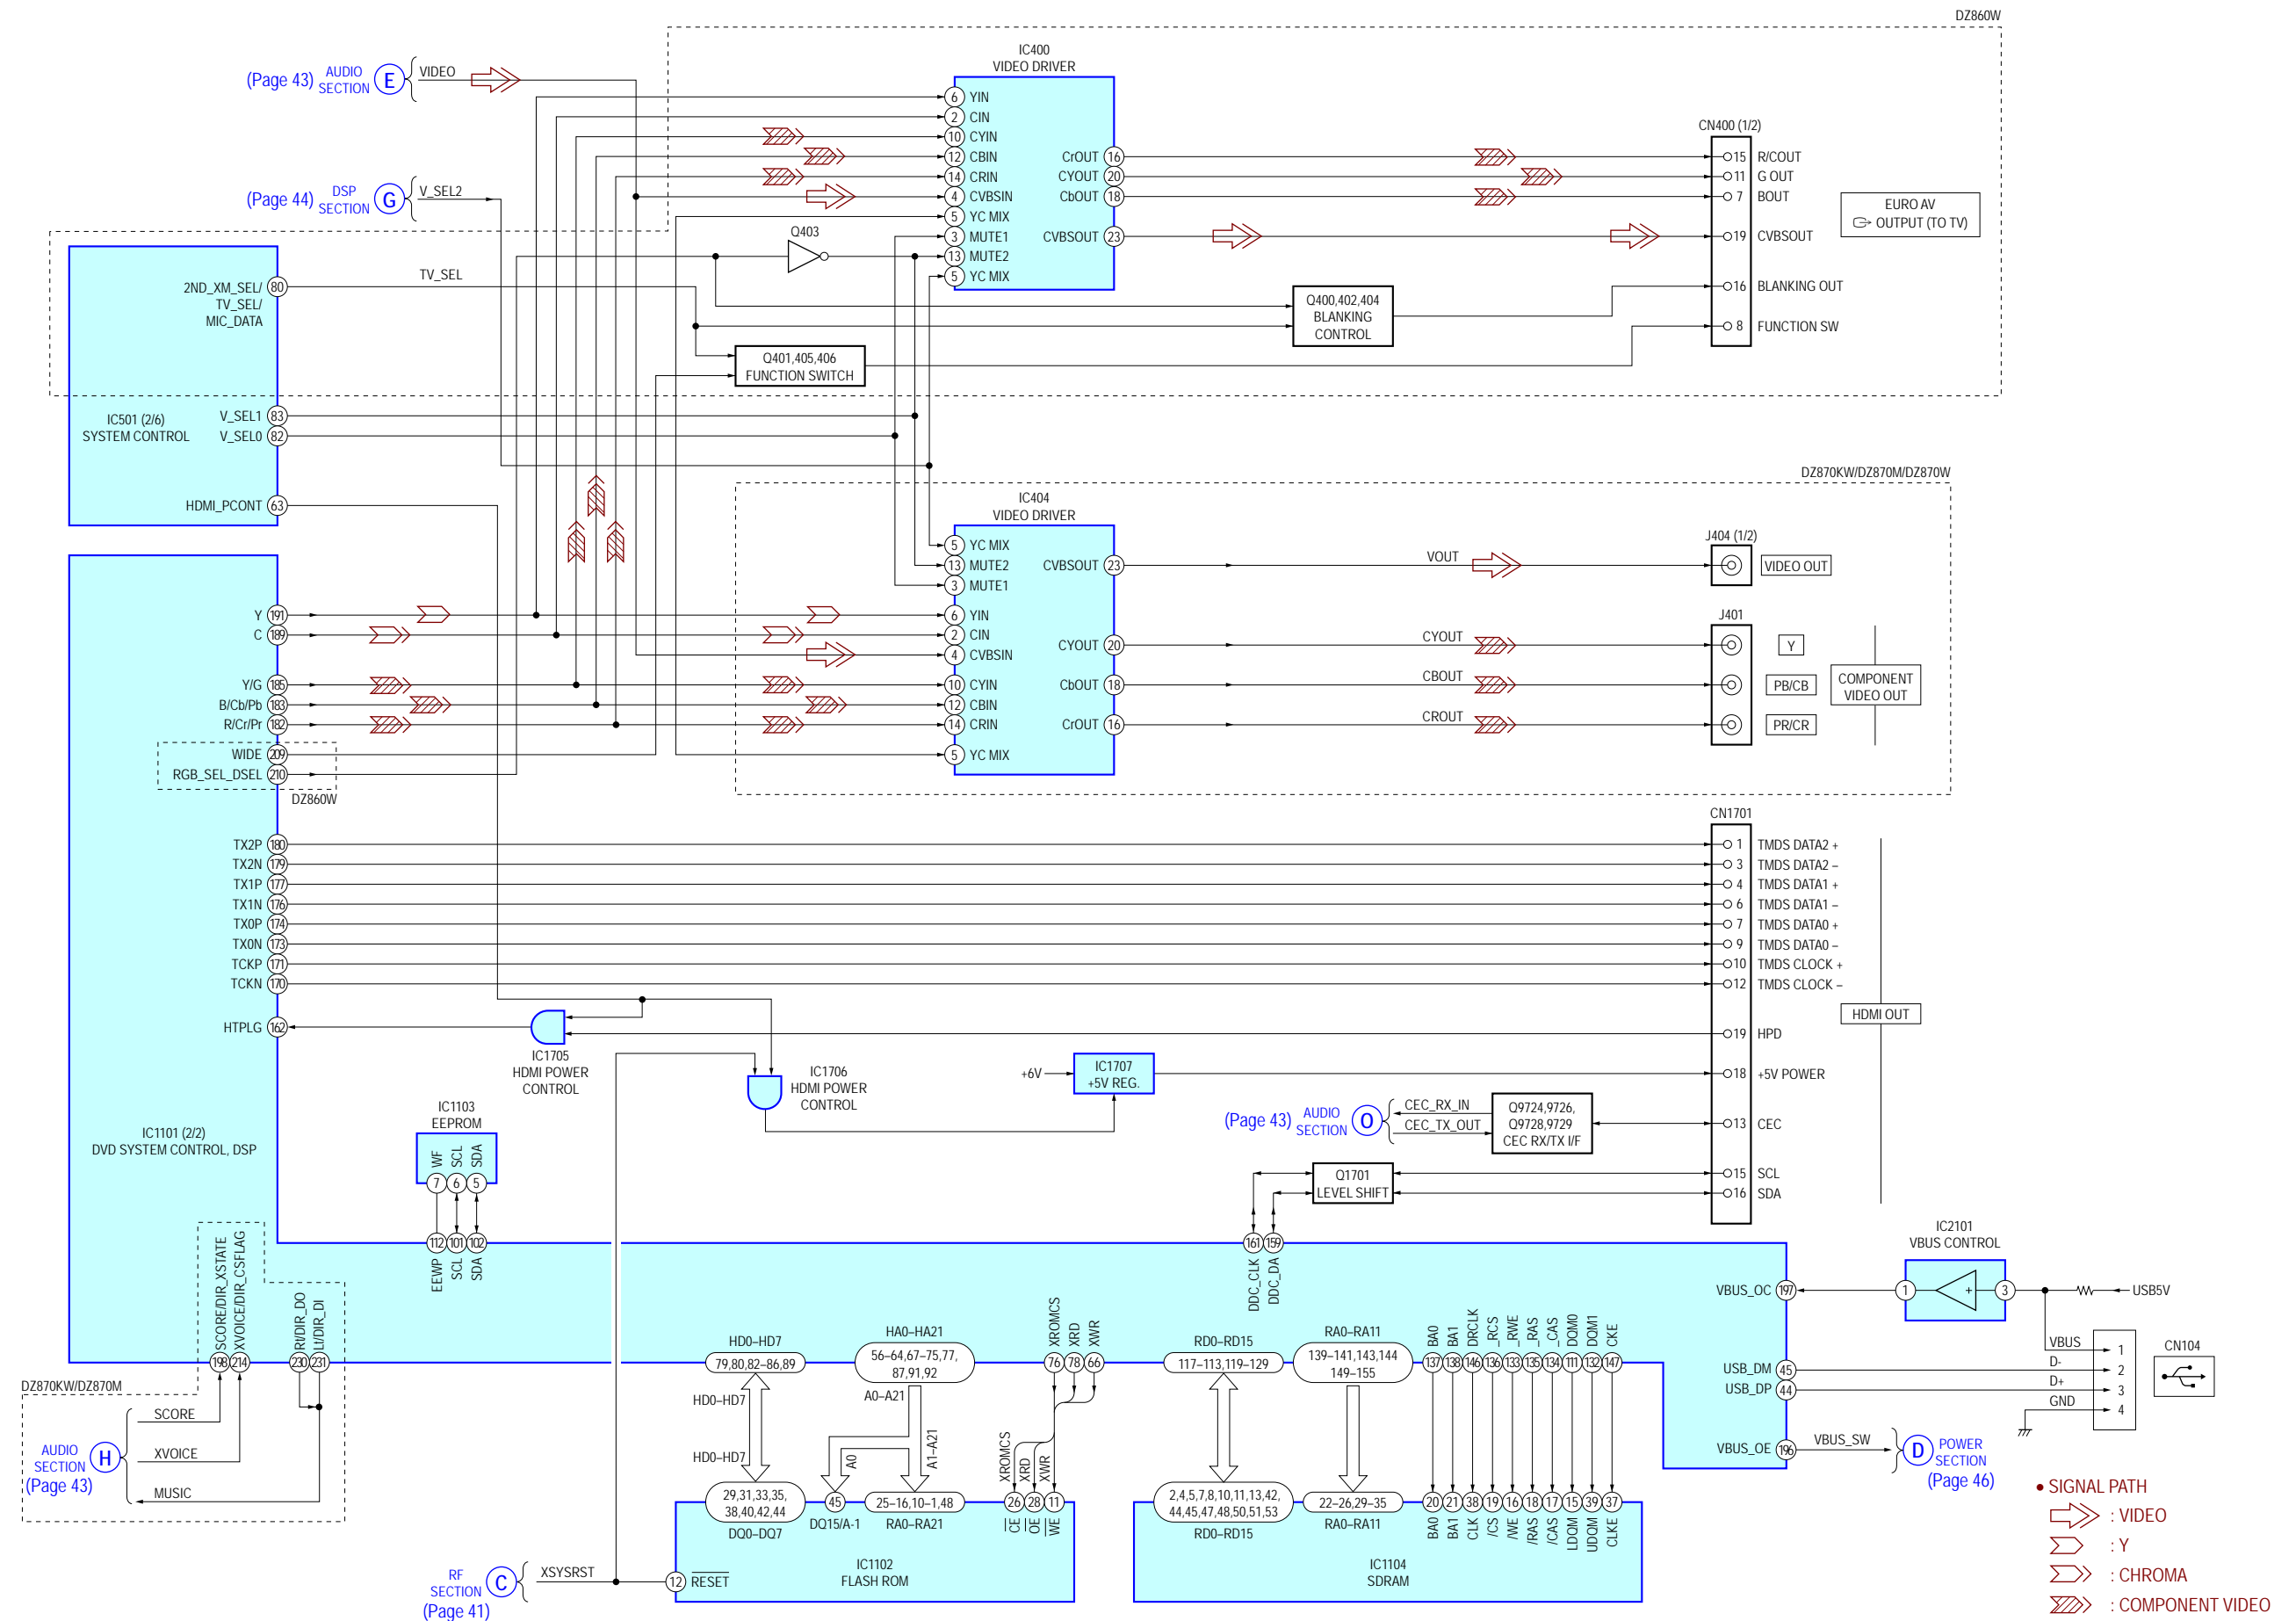 DZ860W
IC400
VIDEO DRIVER
(Page 43) AUDIO SECTION E VIDEO
6 YIN
2 CIN
10 CYIN
12 CBIN
14 CRIN
4 CVBSIN
5 YC MIX
3 MUTE1
13 MUTE2
5 YC MIX
CrOUT 16
CYOUT 20
CbOUT 18
CVBSOUT 23
CN400 (1/2)
15 R/COUT
11 G OUT
7 BOUT
19 CVBSOUT
16 BLANKING OUT
8 FUNCTION SW
EURO AV
OUTPUT (TO TV)
(Page 44) DSP SECTION G V_SEL2
Q403
TV_SEL
Q400,402,404
BLANKING
CONTROL
Q401,405,406
FUNCTION SWITCH
2ND_XM_SEL/ 80
TV_SEL/
MIC_DATA
IC501 (2/6)
SYSTEM CONTROL
V_SEL1 83
V_SEL0 82
HDMI_PCONT 63
DZ870KW/DZ870M/DZ870W
IC404
VIDEO DRIVER
5 YC MIX
13 MUTE2
3 MUTE1
6 YIN
2 CIN
4 CVBSIN
10 CYIN
12 CBIN
14 CRIN
5 YC MIX
CVBSOUT 23
CYOUT 20
CbOUT 18
CrOUT 16
VOUT
CYOUT
CBOUT
CROUT
J404 (1/2)
VIDEO OUT
J401
Y
PB/CB
PR/CR
COMPONENT
VIDEO OUT
Y 191
C 189
Y/G 185
B/Cb/Pb 183
R/Cr/Pr 182
WIDE 209
RGB_SEL_DSEL 210
DZ860W
TX2P 180
TX2N 179
TX1P 177
TX1N 176
TX0P 174
TX0N 173
TCKP 171
TCKN 170
HTPLG 162
CN1701
1 TMDS DATA2 +
3 TMDS DATA2 –
4 TMDS DATA1 +
6 TMDS DATA1 –
7 TMDS DATA0 +
9 TMDS DATA0 –
10 TMDS CLOCK +
12 TMDS CLOCK –
19 HPD
18 +5V POWER
13 CEC
15 SCL
16 SDA
HDMI OUT
IC1705
HDMI POWER
CONTROL
IC1706
HDMI POWER
CONTROL
+6V
IC1707
+5V REG.
(Page 43) AUDIO SECTION O
CEC_RX_IN
CEC_TX_OUT
Q9724,9726,
Q9728,9729
CEC RX/TX I/F
Q1701
LEVEL SHIFT
IC1101 (2/2)
DVD SYSTEM CONTROL, DSP
IC1103
EEPROM
WF SCL SDA
7 6 5
112 101 102
EEWP SCL SDA
161 159
DDC_CLK DDC_DA
IC2101
VBUS CONTROL
VBUS_OC 197
1 + 3
USB5V
VBUS 1
D- 2
D+ 3
GND 4
CN104
USB_DM 45
USB_DP 44
VBUS_OE 196
VBUS_SW
D POWER
SECTION
(Page 46)
SCORE/DIR_XSTATE
XVOICE/DIR_CSFLAG
Rt/DIR_DO
Lt/DIR_DI
198 214 230 231
DZ870KW/DZ870M
AUDIO
SECTION
(Page 43)
H
SCORE
XVOICE
MUSIC
HD0–HD7
79,80,82–86,89
HD0–HD7
HD0–HD7
29,31,33,35,
38,40,42,44
DQ0–DQ7
HA0–HA21
56–64,67–75,77,
87,91,92
A0–A21
A0
A1–A21
45
DQ15/A-1
25–16,10–1,48
RA0–RA21
XROMCS XRD XWR
76 78 66
XROMCS XRD XWR
26 28 11
CE OE WE
IC1102
FLASH ROM
12 RESET
RF
SECTION
(Page 41)
C
XSYSRST
RD0–RD15
117–113,119–129
2,4,5,7,8,10,11,13,42,
44,45,47,48,50,51,53
RD0–RD15
RA0–RA11
139–141,143,144
149–155
22–26,29–35
RA0–RA11
BA0 BA1 DRCLK _RCS _RWE _RAS _CAS DQM0 DQM1 CKE
137 138 146 136 133 135 134 111 132 147
20 21 38 19 16 18 17 15 39 37
BA0 BA1 CLK /CS /WE /RAS /CAS LDQM UDQM CLKE
IC1104
SDRAM
• SIGNAL PATH
: VIDEO
: Y
: CHROMA
: COMPONENT VIDEO